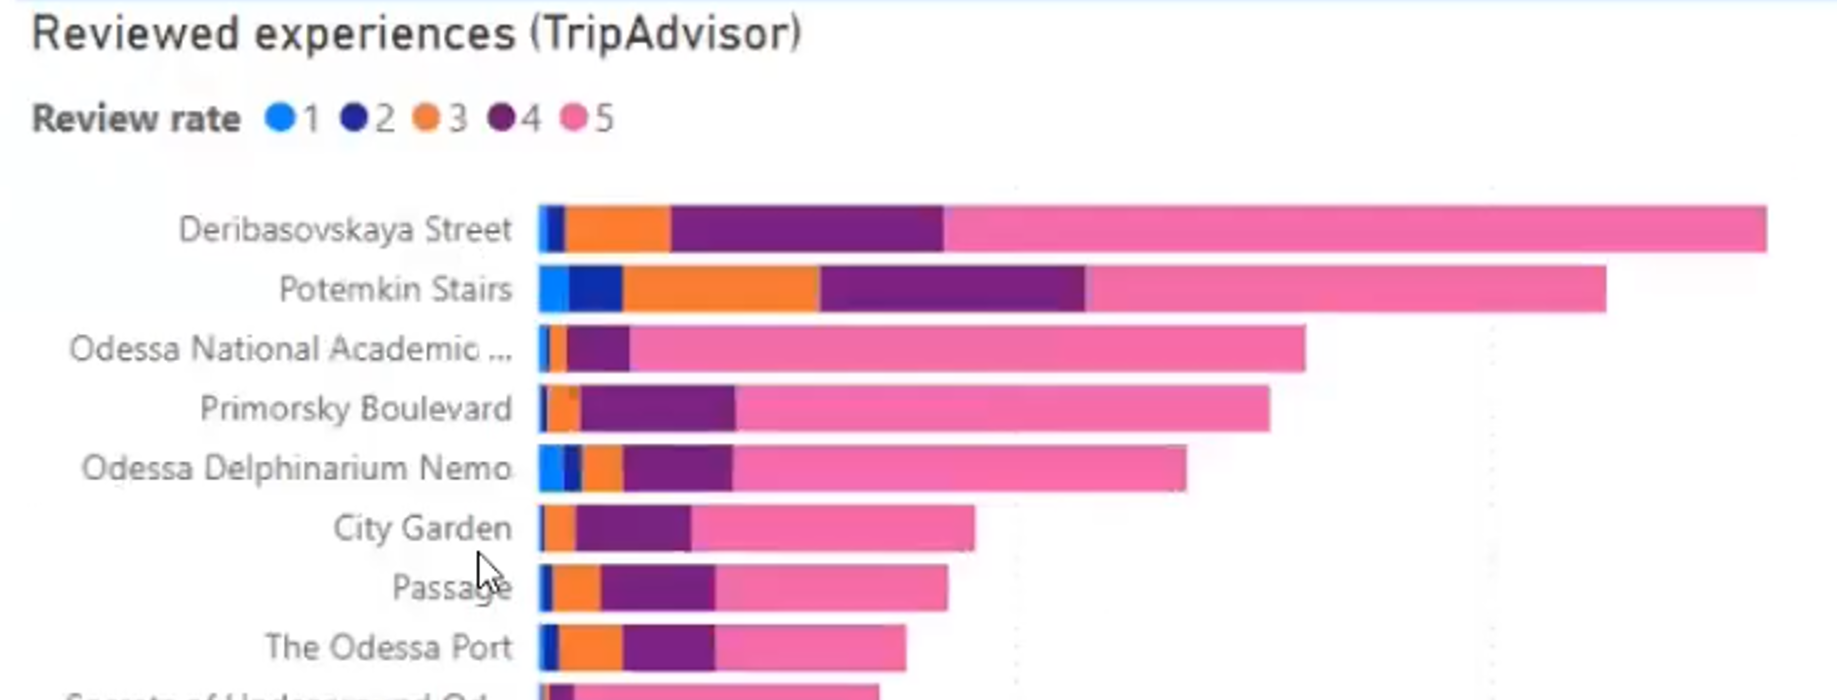 Reviewed experiences (TripAdvisor)
Review rate 1 2 3 4 5
Deribasovskaya Street
Potemkin Stairs
Odessa National Academic ...
Primorsky Boulevard
Odessa Delphinarium Nemo
City Garden
Passage
The Odessa Port